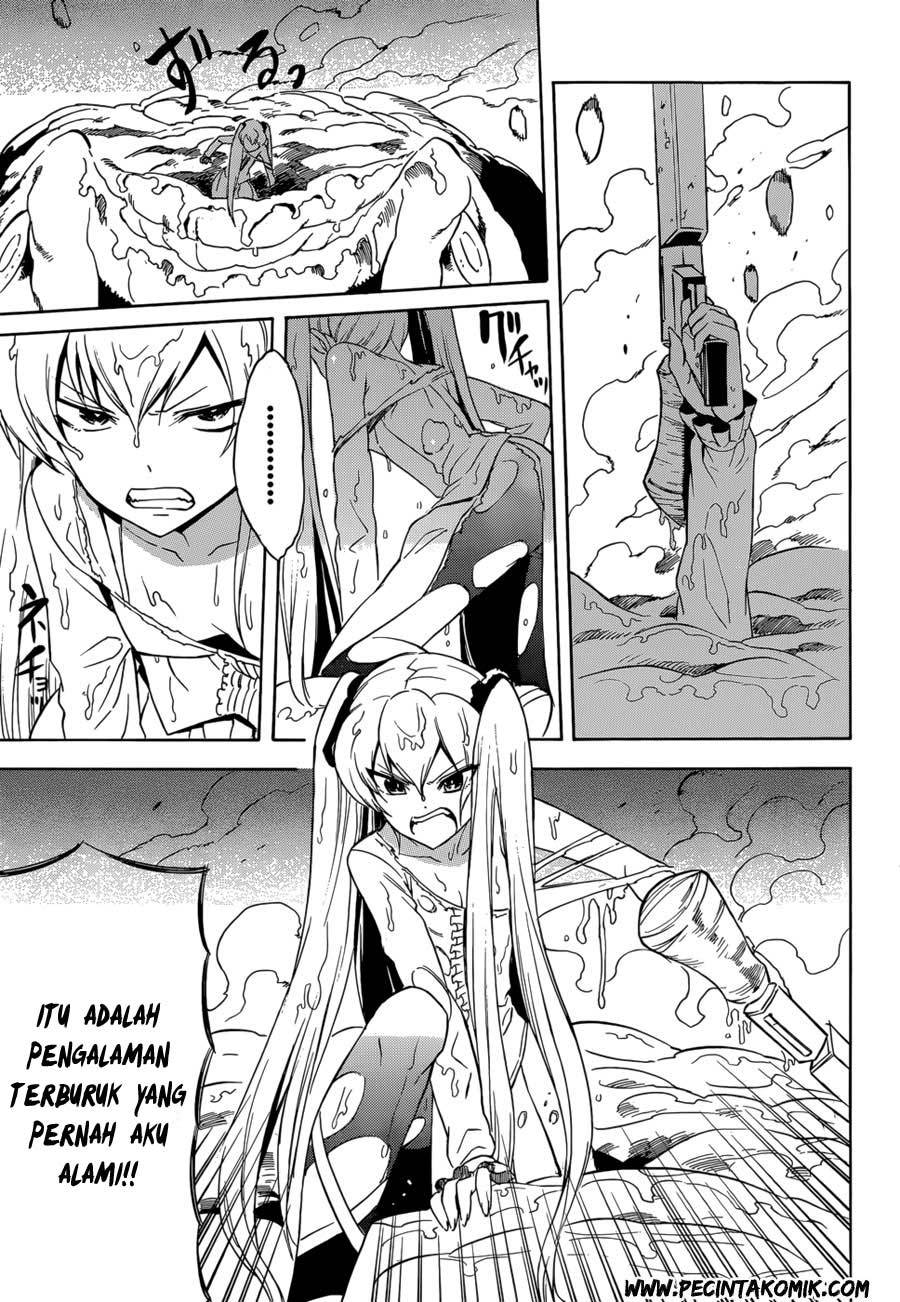 ずるっ
グチャッ
………
ネチョ
ITU ADALAH
PENGALAMAN
TERBURUK YANG
PERNAH AKU
ALAMI!!
WWW.PECINTAKOMIK.COM